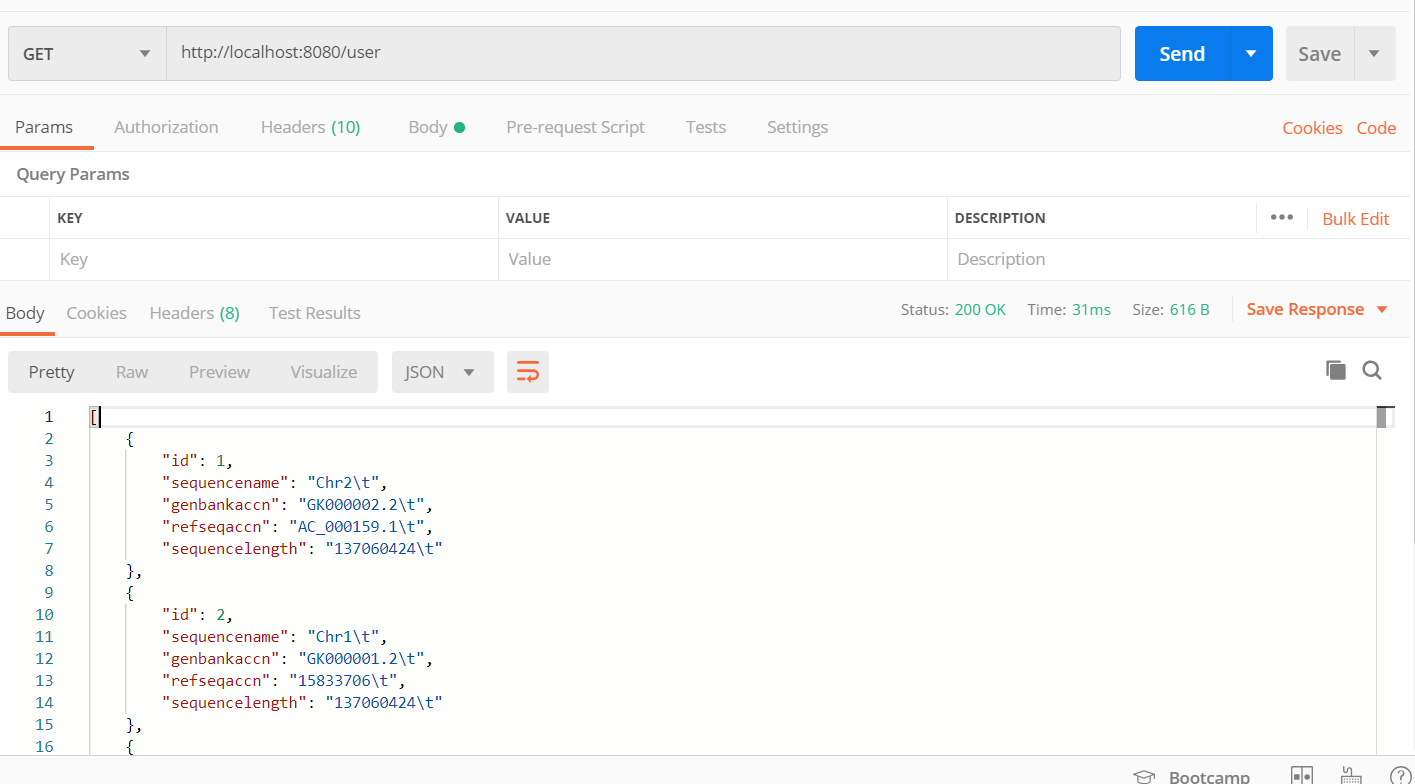 GET http://localhost:8080/user Send Save
Params Authorization Headers (10) Body Pre-request Script Tests Settings Cookies Code
Query Params
KEY VALUE DESCRIPTION ••• Bulk Edit
Key Value Description
Body Cookies Headers (8) Test Results Status: 200 OK Time: 31ms Size: 616 B Save Response
Pretty Raw Preview Visualize JSON
1 [
2 {
3 "id": 1,
4 "sequencename": "Chr2\t",
5 "genbankaccn": "GK000002.2\t",
6 "refseqaccn": "AC_000159.1\t",
7 "sequencelength": "137060424\t"
8 },
9 {
10 "id": 2,
11 "sequencename": "Chr1\t",
12 "genbankaccn": "GK000001.2\t",
13 "refseqaccn": "15833706\t",
14 "sequencelength": "137060424\t"
15 },
16 {
Bootcamp